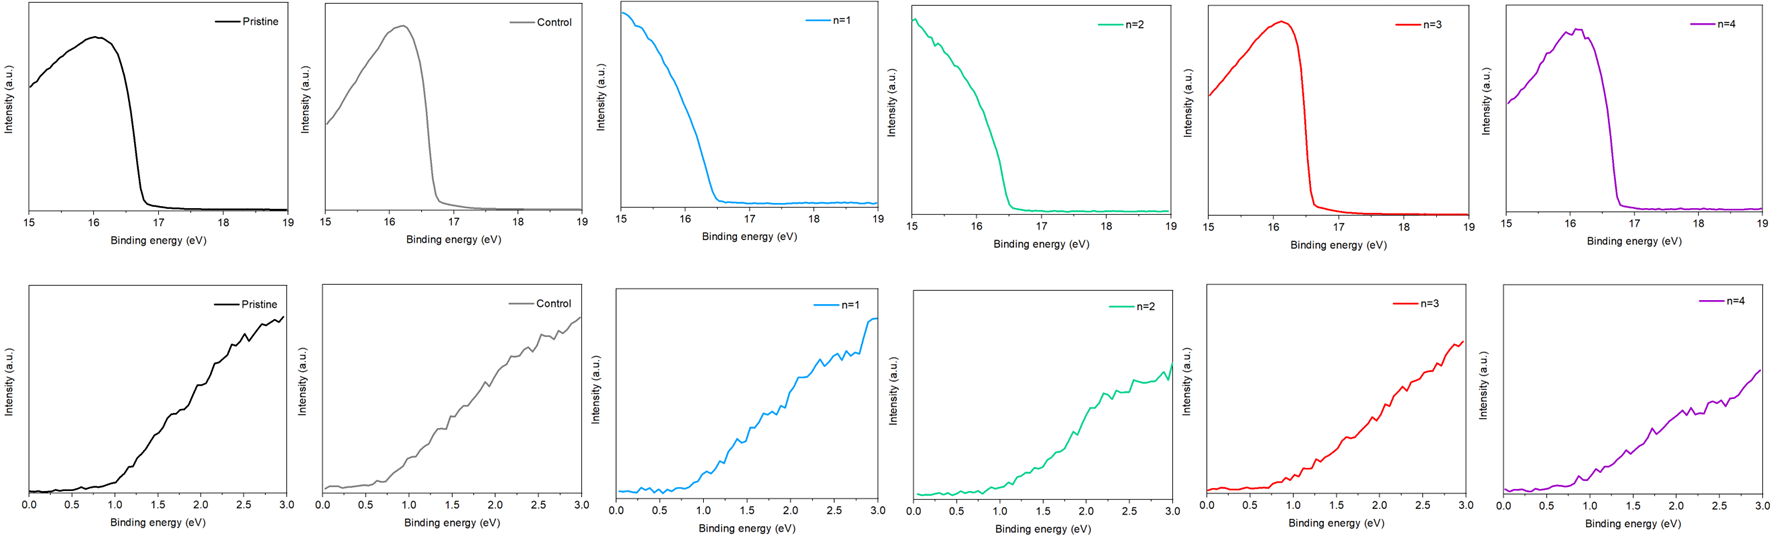 Pristine
Intensity (a.u.)
15 16 17 18 19
Binding energy (eV)
Control
Intensity (a.u.)
15 16 17 18 19
Binding energy (eV)
n=1
Intensity (a.u.)
15 16 17 18 19
Binding energy (eV)
n=2
Intensity (a.u.)
15 16 17 18 19
Binding energy (eV)
n=3
Intensity (a.u.)
15 16 17 18 19
Binding energy (eV)
n=4
Intensity (a.u.)
15 16 17 18 19
Binding energy (eV)
Pristine
Intensity (a.u.)
0.0 0.5 1.0 1.5 2.0 2.5 3.0
Binding energy (eV)
Control
Intensity (a.u.)
0.0 0.5 1.0 1.5 2.0 2.5 3.0
Binding energy (eV)
n=1
Intensity (a.u.)
0.0 0.5 1.0 1.5 2.0 2.5 3.0
Binding energy (eV)
n=2
Intensity (a.u.)
0.0 0.5 1.0 1.5 2.0 2.5 3.0
Binding energy (eV)
n=3
Intensity (a.u.)
0.0 0.5 1.0 1.5 2.0 2.5 3.0
Binding energy (eV)
n=4
Intensity (a.u.)
0.0 0.5 1.0 1.5 2.0 2.5 3.0
Binding energy (eV)